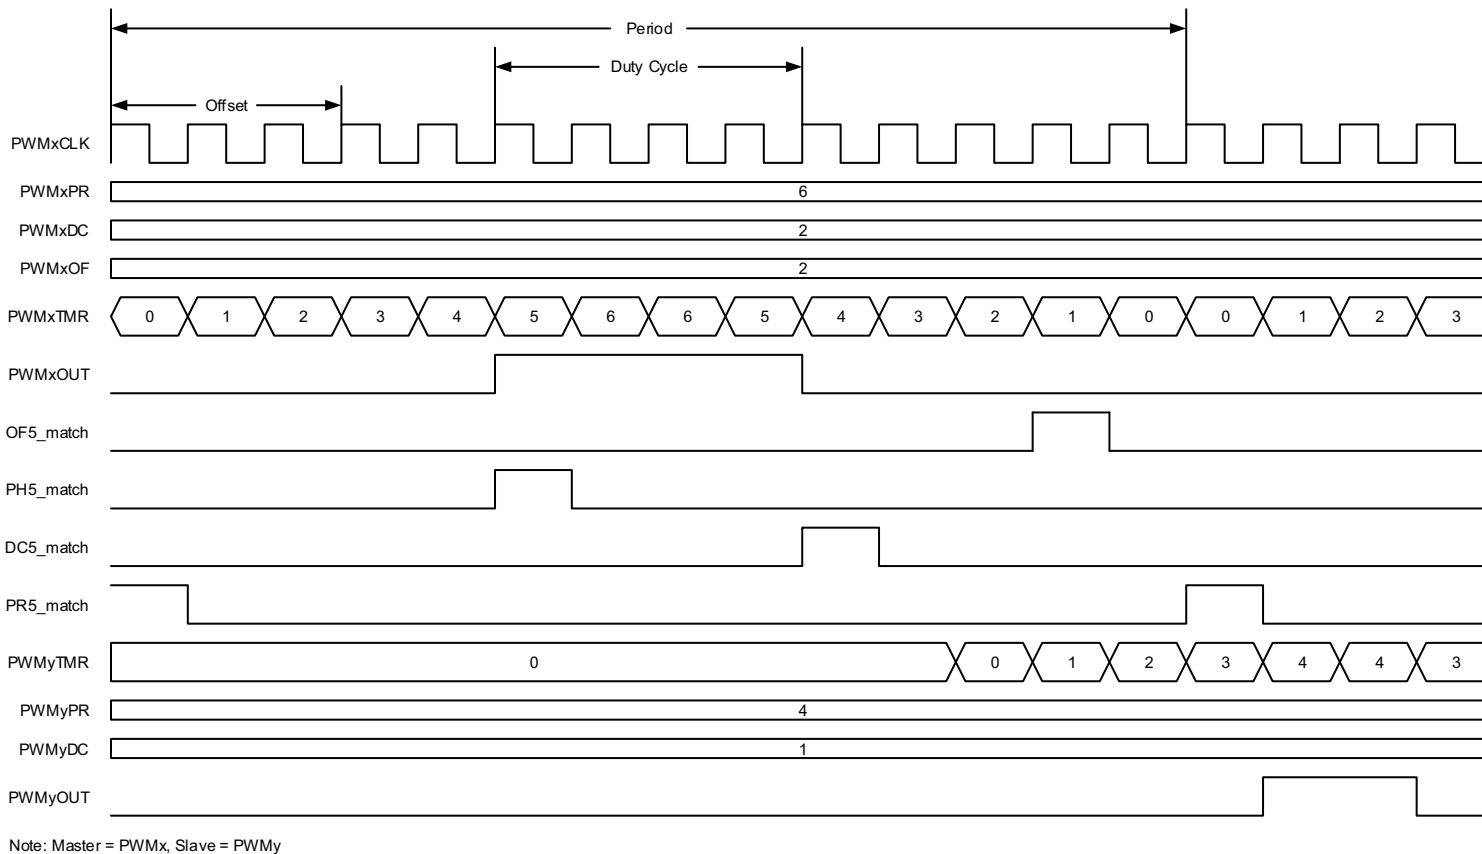 Period
Duty Cycle
Offset
PWMxCLK
PWMxPR 6
PWMxDC 2
PWMxOF 2
PWMxTMR 0 1 2 3 4 5 6 6 5 4 3 2 1 0 0 1 2 3
PWMxOUT
OF5_match
PH5_match
DC5_match
PR5_match
PWMyTMR 0 0 1 2 3 4 4 3
PWMyPR 4
PWMyDC 1
PWMyOUT
Note: Master = PWMx, Slave = PWMy